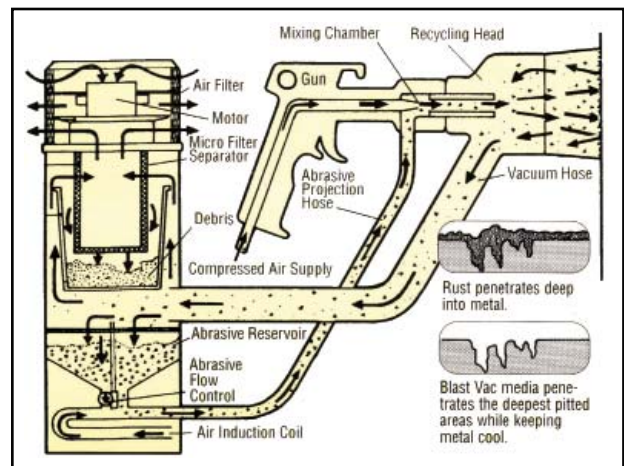 Mixing Chamber
Recycling Head
Air Filter
Gun
Motor
Micro Filter
Separator
Abrasive
Projection
Hose
Vacuum Hose
Debris
Compressed Air Supply
Rust penetrates deep
into metal.
Abrasive Reservoir
Abrasive
Flow
Control
Air Induction Coil
Blast Vac media pene-
trates the deepest pitted
areas while keeping
metal cool.